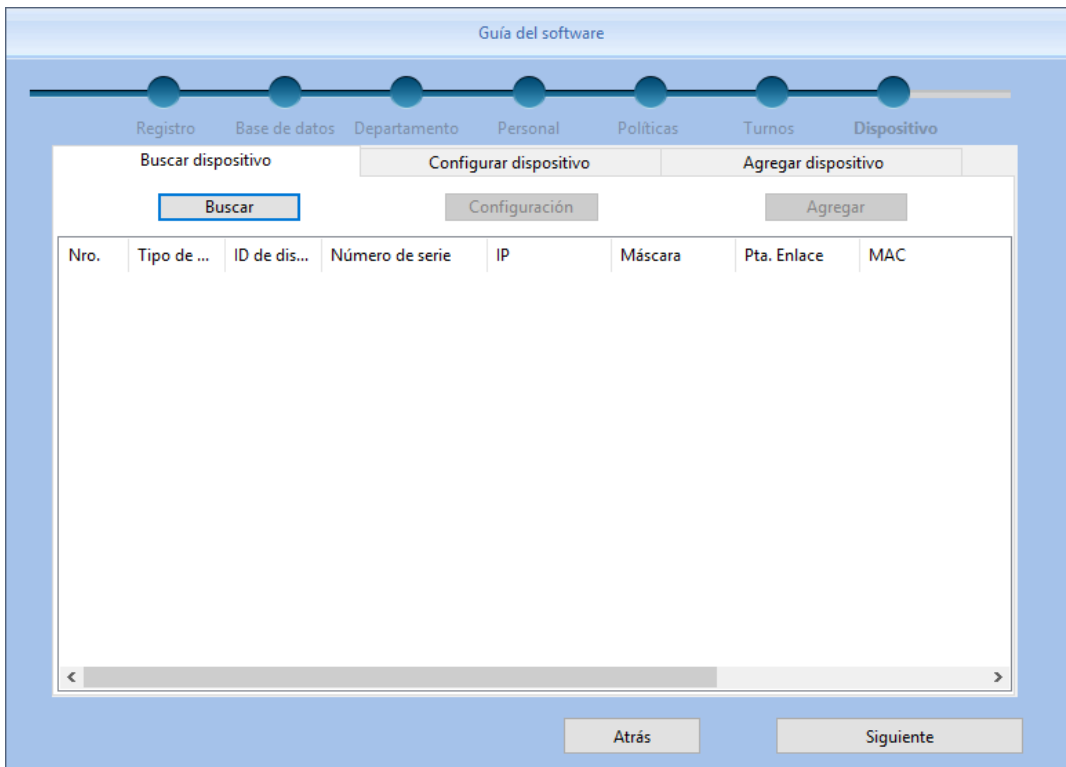 Guía del software
Registro Base de datos Departamento Personal Políticas Turnos Dispositivo
Buscar dispositivo Configurar dispositivo Agregar dispositivo
Buscar Configuración Agregar
Nro. Tipo de ... ID de dis... Número de serie IP Máscara Pta. Enlace MAC
Atrás Siguiente